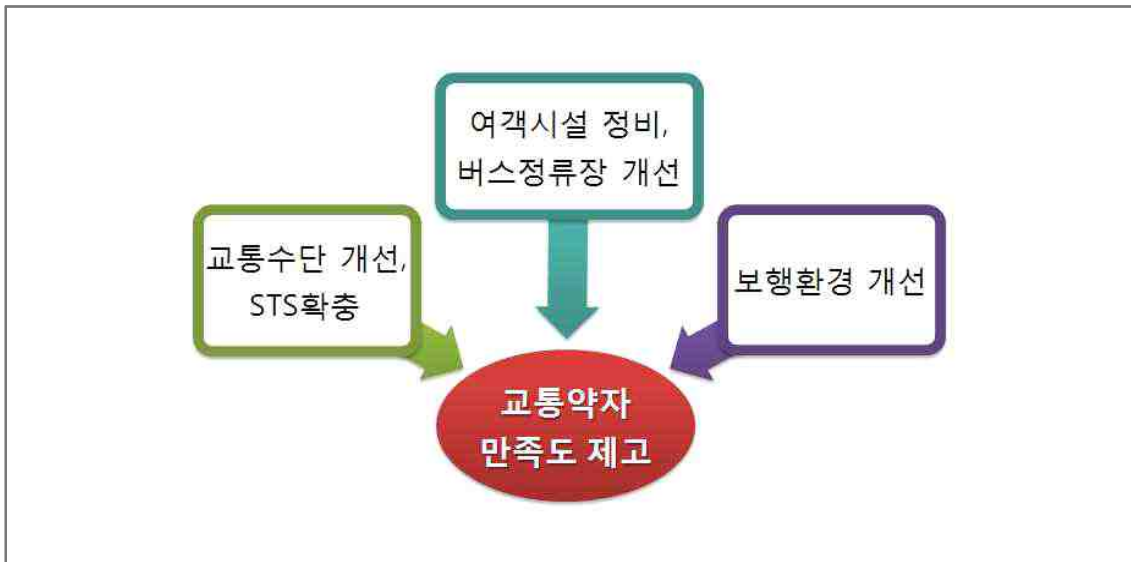 여객시설 정비,
버스정류장 개선
교통수단 개선,
STS확충
보행환경 개선
교통약자
만족도 제고